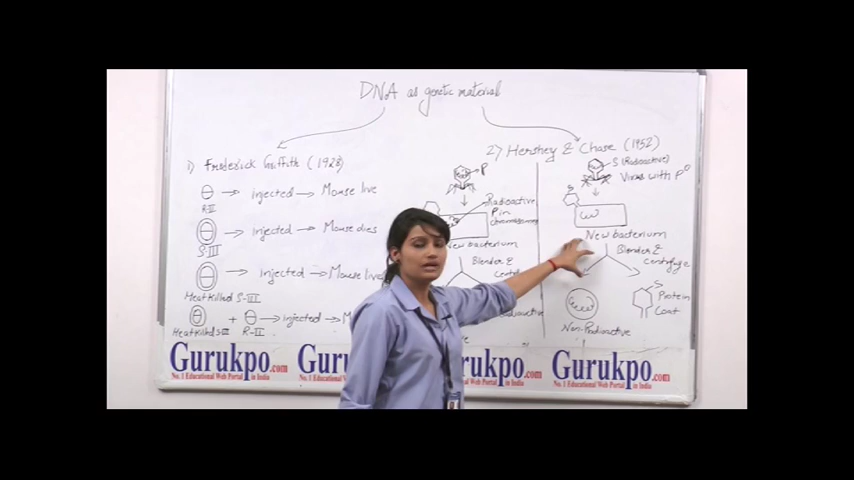 DNA as genetic material
1) Frederick Griffith (1928)
R-II
injected → Mouse live
S-III
injected → Mouse dies
Heat Killed S-III
injected → Mouse live
Heat Killed S III + R-II → injected →
2) Hershey & Chase (1952)
P
Radioactive
P in
chromosome
New bacterium
Blender &
S (Radioactive)
Virus with P
S
New bacterium
Blender &
centrifuge
S
Protein
Coat
Non-Radioactive
Gurukpo.com
No. 1 Educational Web Portal in India
Gurukpo.com
No. 1 Educational Web Portal in India
Gurukpo.com
No. 1 Educational Web Portal in India